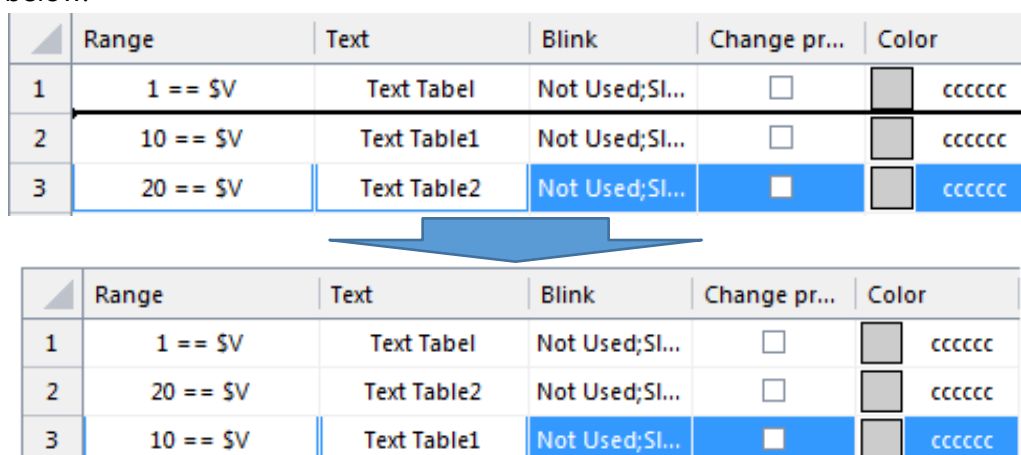 Range Text Blink Change pr... Color
1 1 == $V Text Tabel Not Used;Sl... cccccc
2 10 == $V Text Table1 Not Used;Sl... cccccc
3 20 == $V Text Table2 Not Used;Sl... cccccc
Range Text Blink Change pr... Color
1 1 == $V Text Tabel Not Used;Sl... cccccc
2 20 == $V Text Table2 Not Used;Sl... cccccc
3 10 == $V Text Table1 Not Used;Sl... cccccc